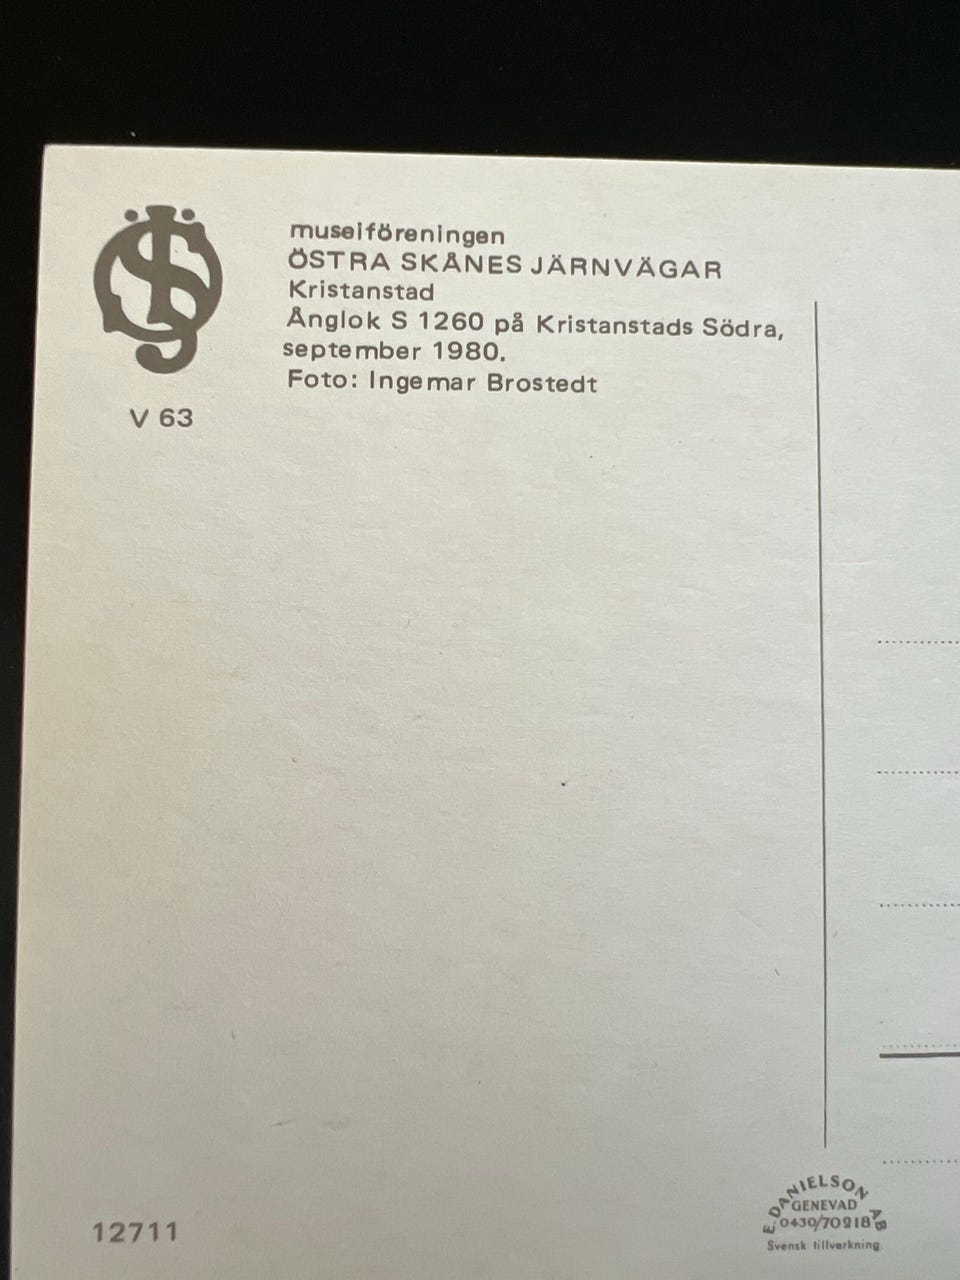 museiföreningen
ÖSTRA SKÅNES JÄRNVÄGAR
Kristanstad
Ånglok S 1260 på Kristanstads Södra,
september 1980.
Foto: Ingemar Brostedt
ÖSJ
V 63
12711
E. DANIELSON AB
GENEVAD
0430/70218
Svensk tillverkning